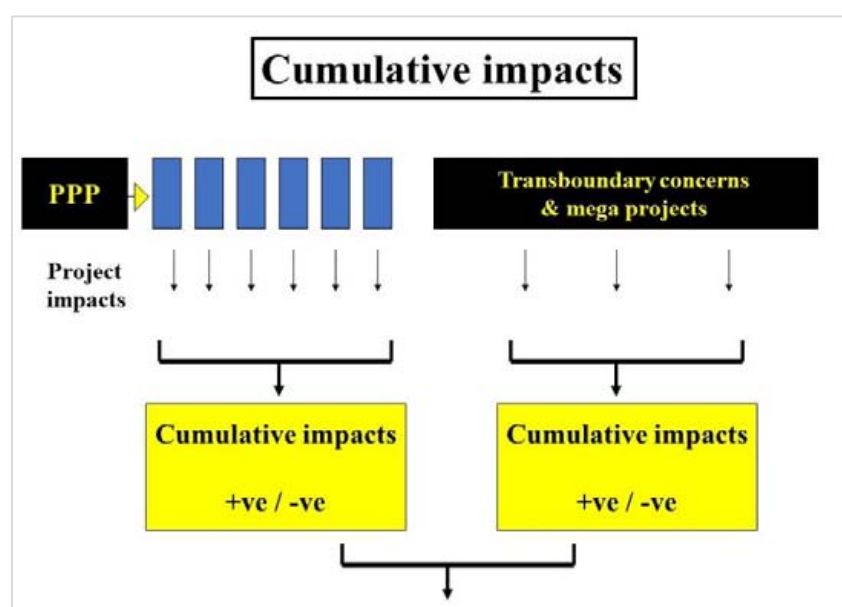 Cumulative impacts
PPP
Transboundary concerns
& mega projects
Project
impacts
Cumulative impacts
+ve / -ve
Cumulative impacts
+ve / -ve